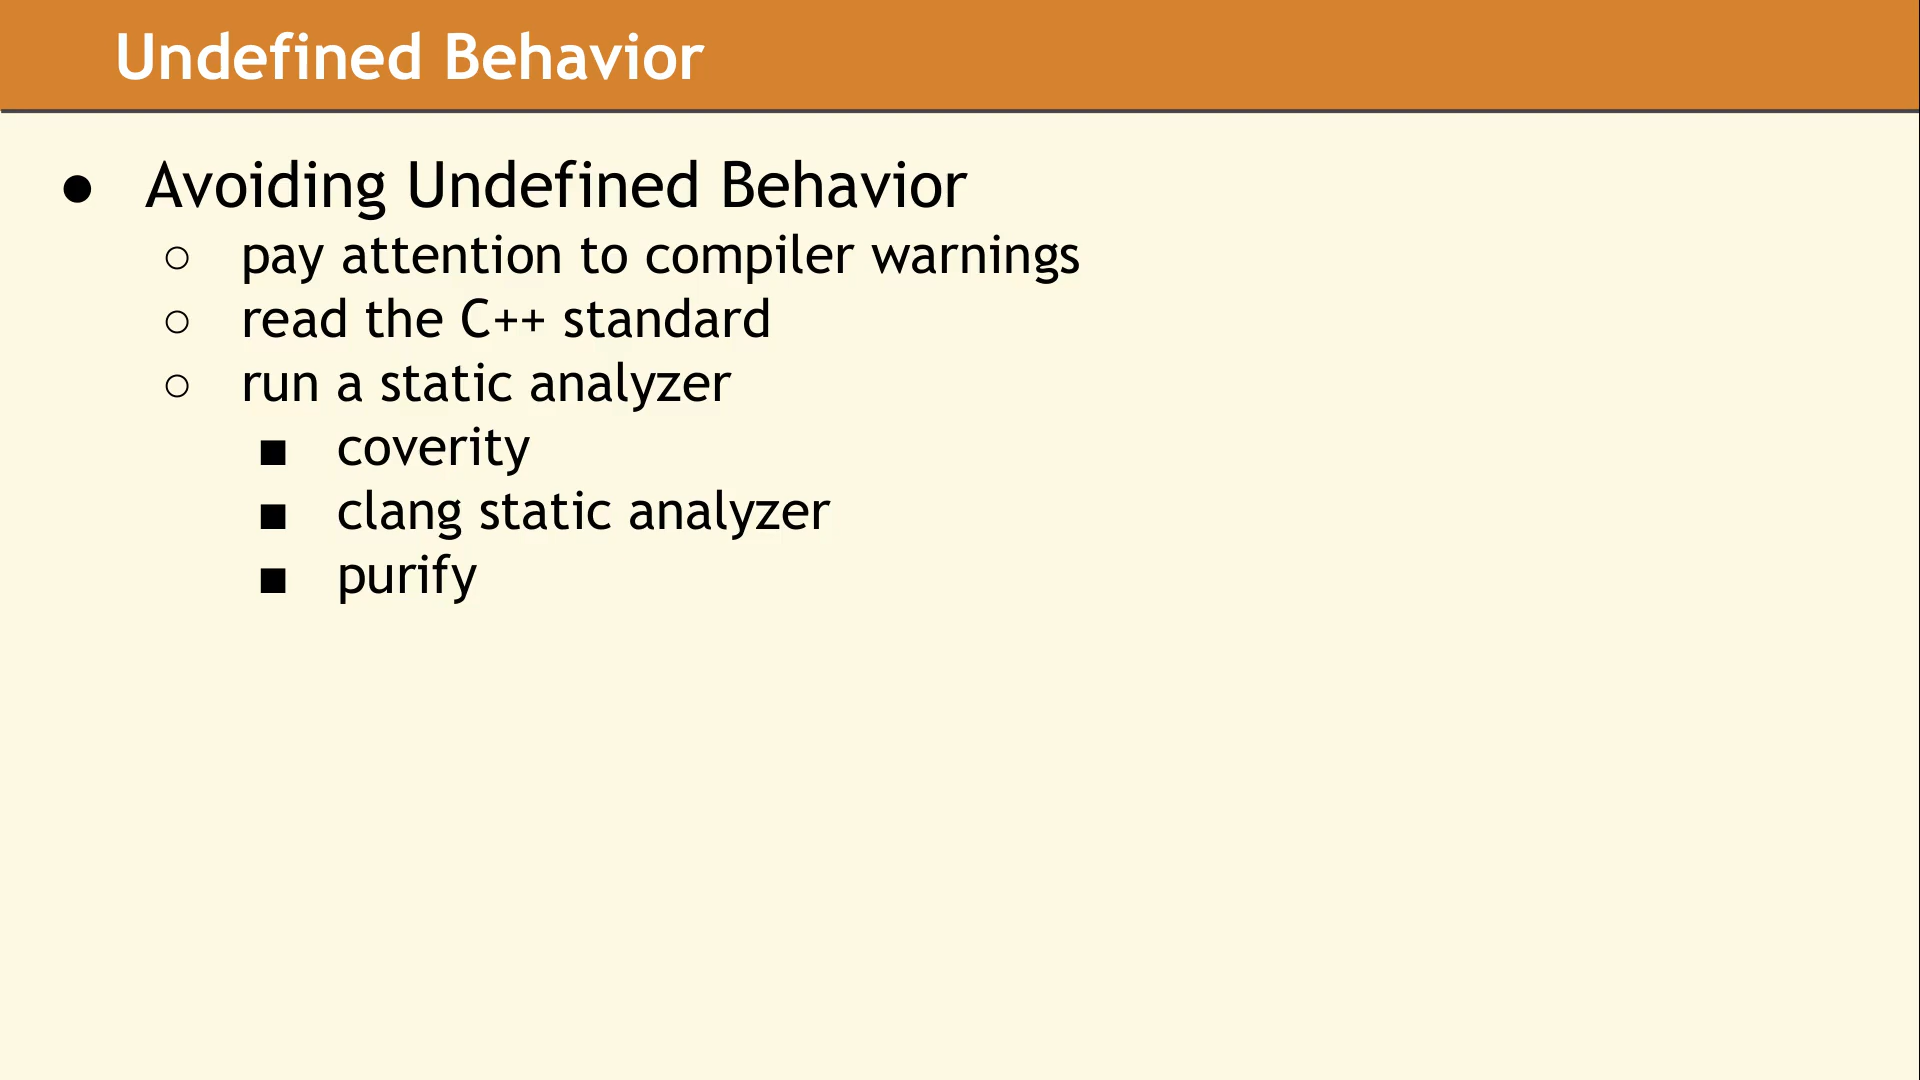 Undefined Behavior
● Avoiding Undefined Behavior
○ pay attention to compiler warnings
○ read the C++ standard
○ run a static analyzer
■ coverity
■ clang static analyzer
■ purify